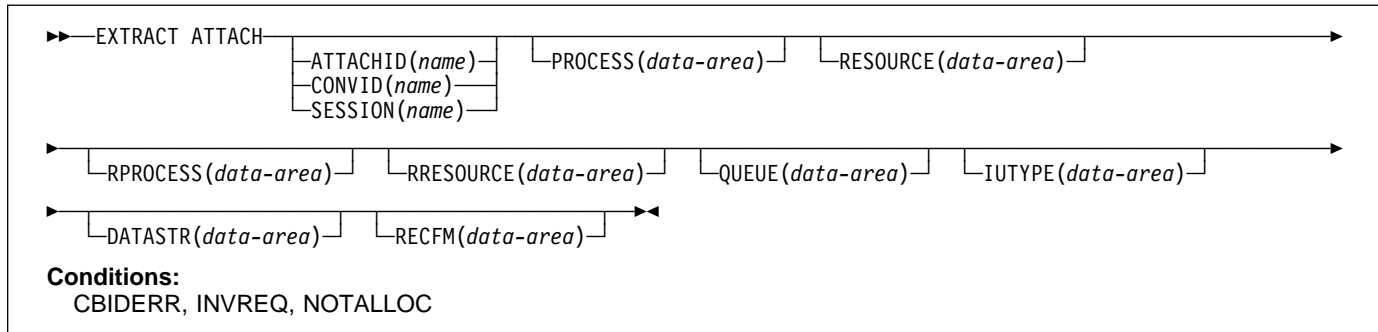 EXTRACT ATTACH
ATTACHID(name) PROCESS(data-area) RESOURCE(data-area)
CONVID(name)
SESSION(name)
RPROCESS(data-area) RRESOURCE(data-area) QUEUE(data-area) IUTYPE(data-area)
DATASTR(data-area) RECFM(data-area)
Conditions:
CBIDERR, INVREQ, NOTALLOC